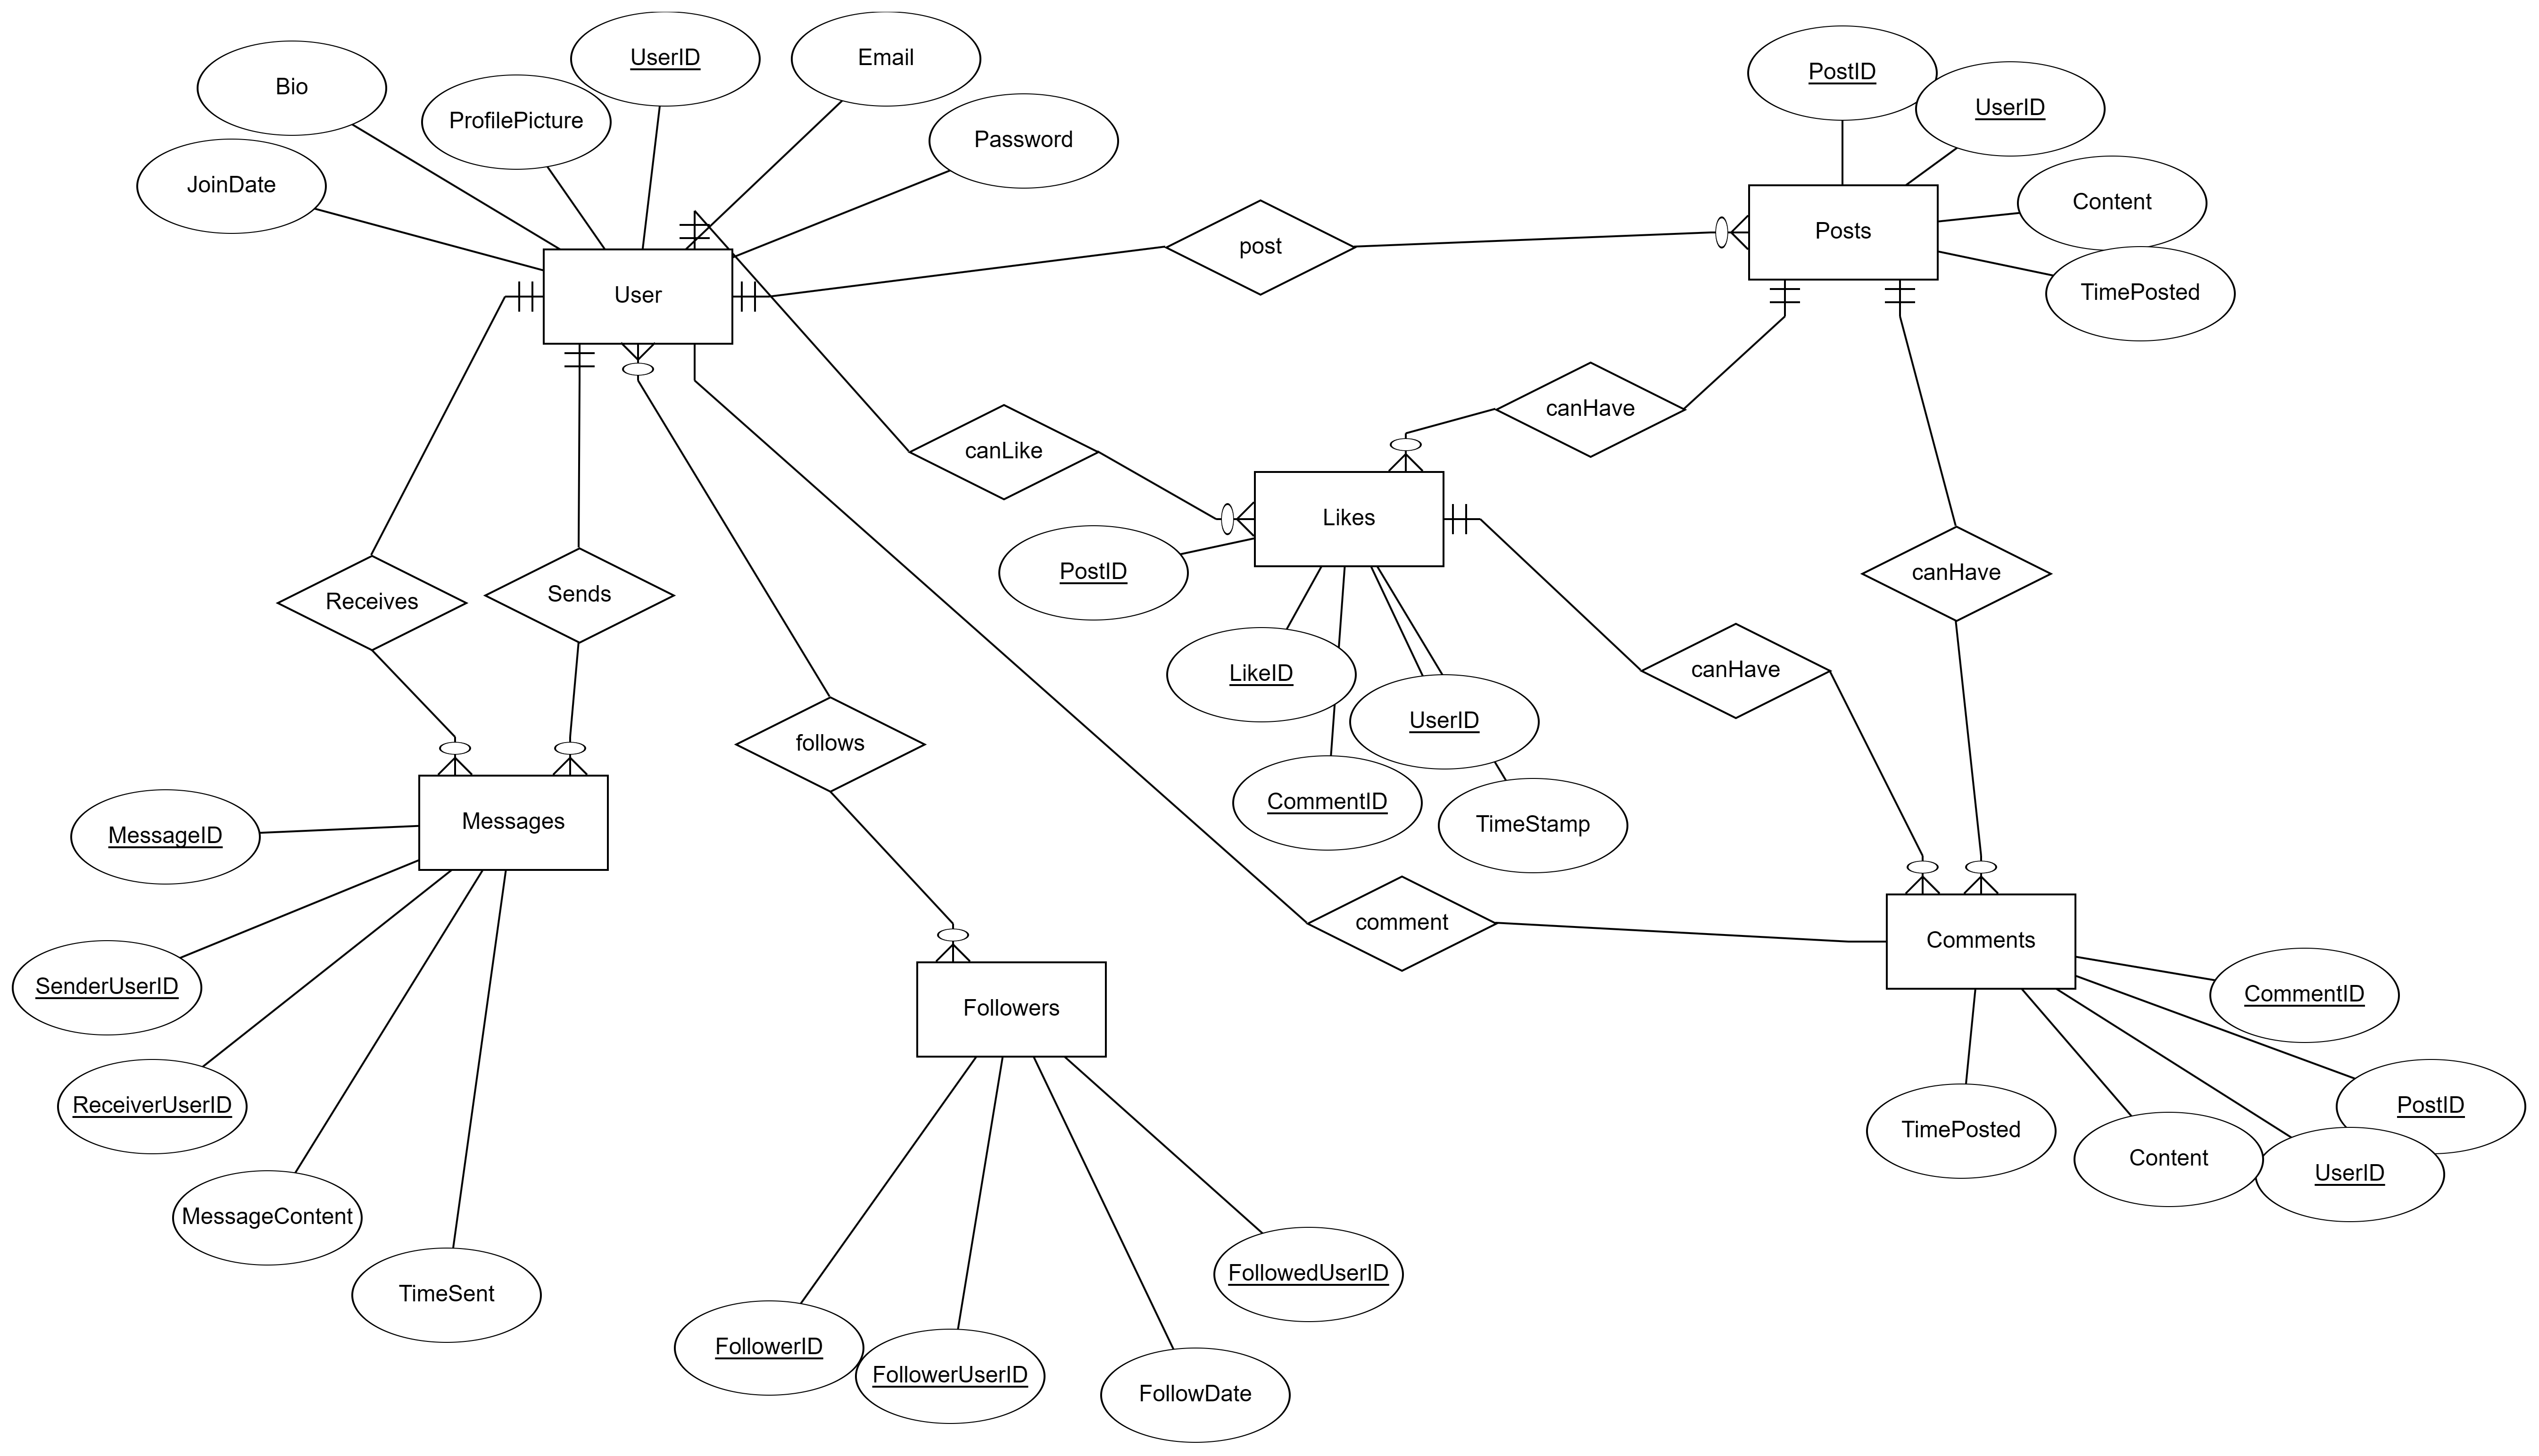 UserID
Email
Bio
ProfilePicture
Password
JoinDate
PostID
UserID
Content
TimePosted
User
post
Posts
canLike
canHave
Likes
PostID
LikeID
UserID
CommentID
TimeStamp
canHave
canHave
Receives
Sends
follows
Messages
MessageID
SenderUserID
ReceiverUserID
MessageContent
TimeSent
comment
Comments
CommentID
PostID
UserID
Content
TimePosted
Followers
FollowedUserID
FollowerID
FollowerUserID
FollowDate